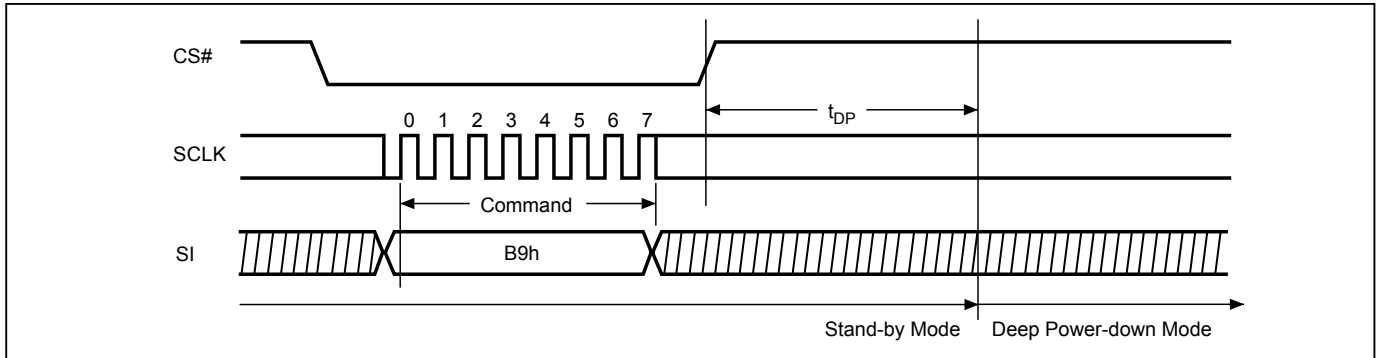 CS#
tDP
0 1 2 3 4 5 6 7
SCLK
Command
SI
B9h
Stand-by Mode Deep Power-down Mode